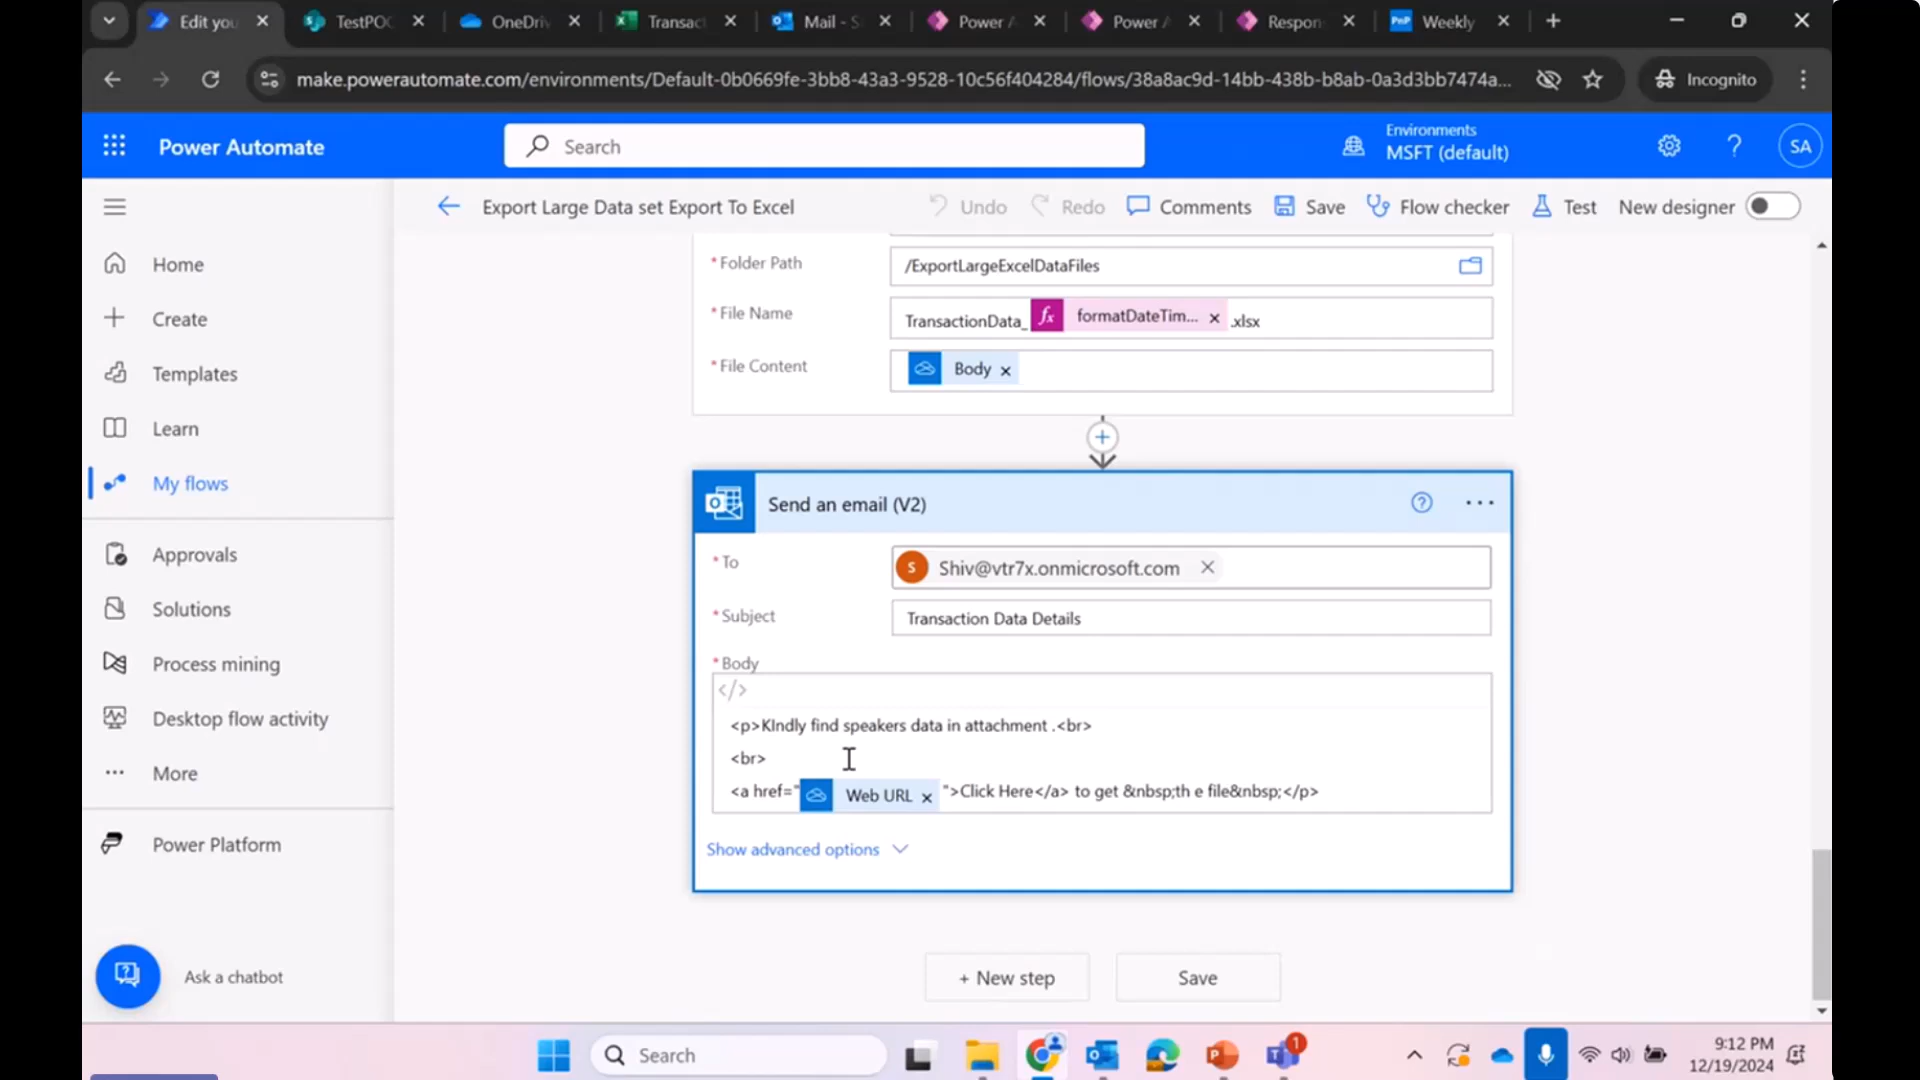 Edit you
TestPOC
OneDriv
Transact
Mail - S
Power A
Power A
Respon
PnP
Weekly
make.powerautomate.com/environments/Default-0b0669fe-3bb8-43a3-9528-10c56f404284/flows/38a8ac9d-14bb-438b-b8ab-0a3d3bb7474a...
Incognito
Power Automate
Search
Environments
MSFT (default)
SA
Export Large Data set Export To Excel
Undo
Redo
Comments
Save
Flow checker
Test
New designer
Home
Create
Templates
Learn
My flows
Approvals
Solutions
Process mining
Desktop flow activity
More
Power Platform
Ask a chatbot
* Folder Path
/ExportLargeExcelDataFiles
* File Name
TransactionData_ fx formatDateTim... × .xlsx
* File Content
Body ×
Send an email (V2)
* To
S Shiv@vtr7x.onmicrosoft.com
* Subject
Transaction Data Details
* Body
</>
<p>KIndly find speakers data in attachment .<br>
<br>
<a href=" Web URL × ">Click Here</a> to get &nbsp;th e file&nbsp;</p>
Show advanced options
+ New step
Save
Search
1
9:12 PM
12/19/2024